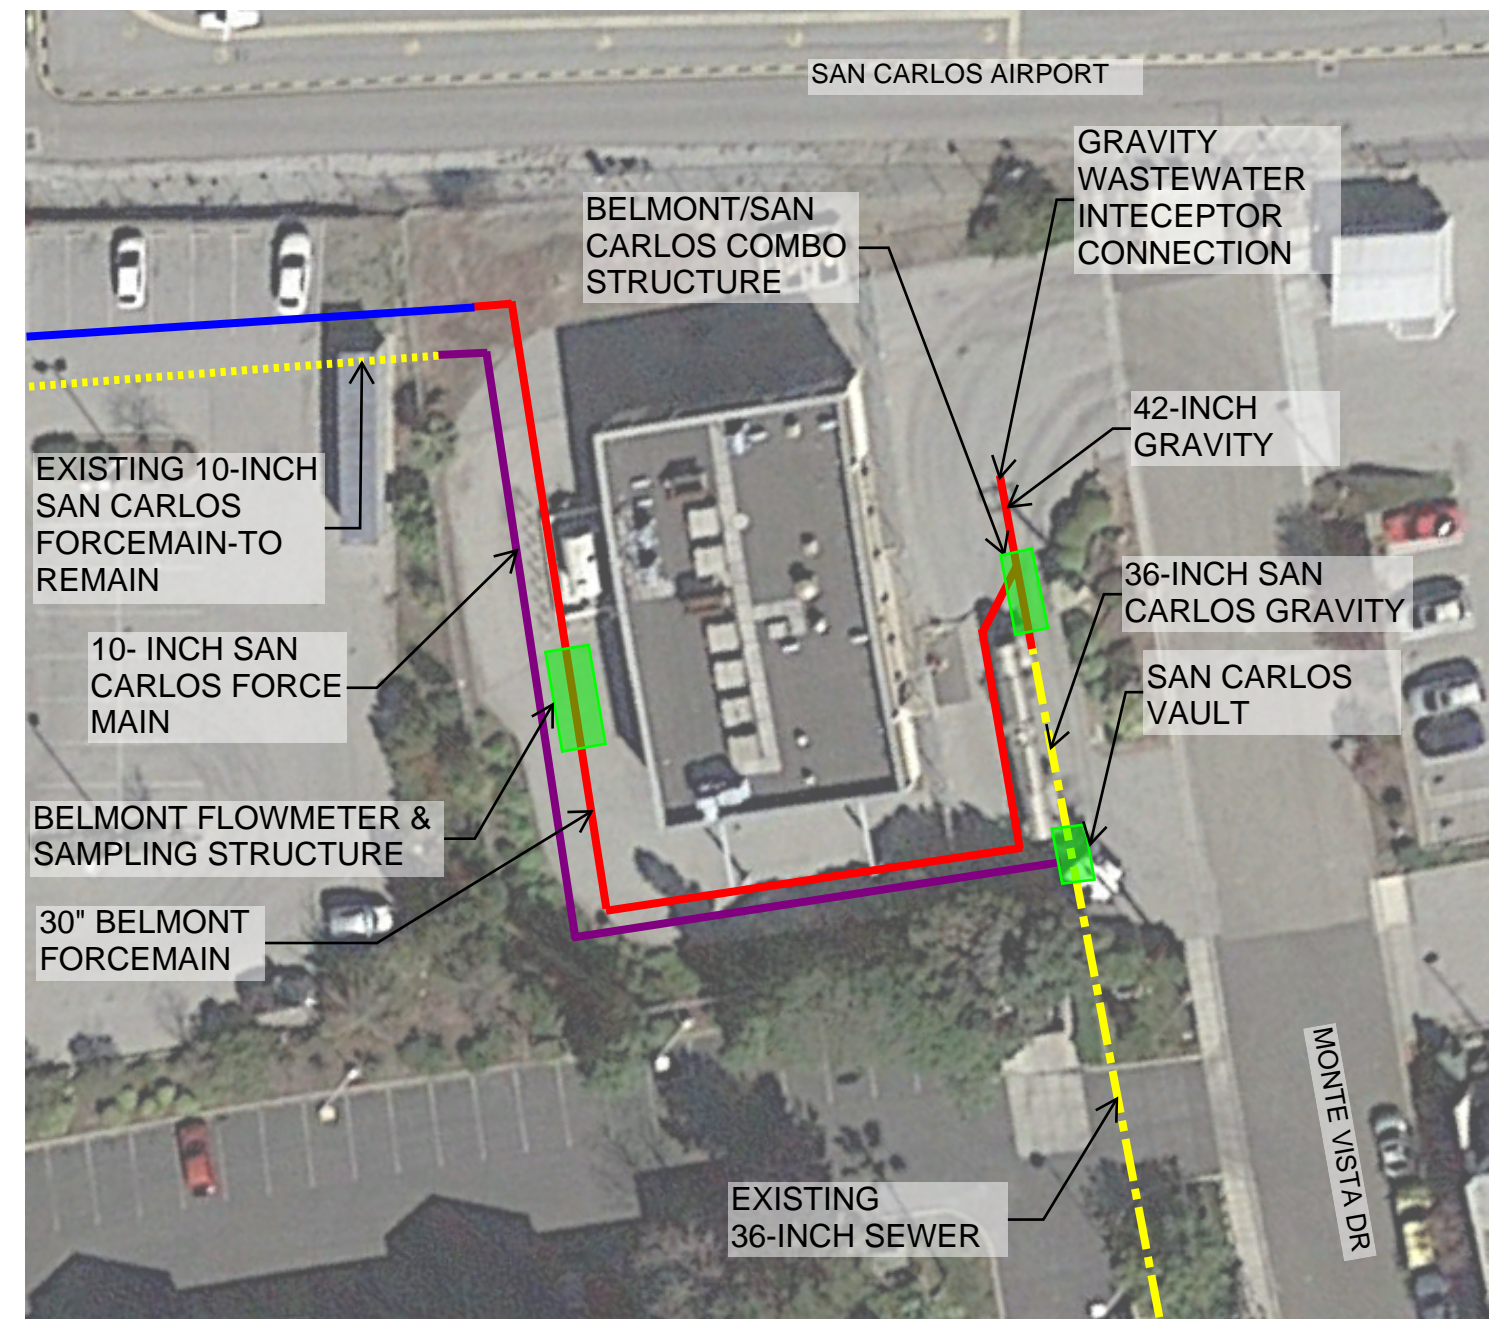 SAN CARLOS AIRPORT
GRAVITY
WASTEWATER
INTECEPTOR
CONNECTION
BELMONT/SAN
CARLOS COMBO
STRUCTURE
42-INCH
GRAVITY
EXISTING 10-INCH
SAN CARLOS
FORCEMAIN-TO
REMAIN
36-INCH SAN
CARLOS GRAVITY
10- INCH SAN
CARLOS FORCE
MAIN
SAN CARLOS
VAULT
BELMONT FLOWMETER &
SAMPLING STRUCTURE
30" BELMONT
FORCEMAIN
MONTE VISTA DR
EXISTING
36-INCH SEWER